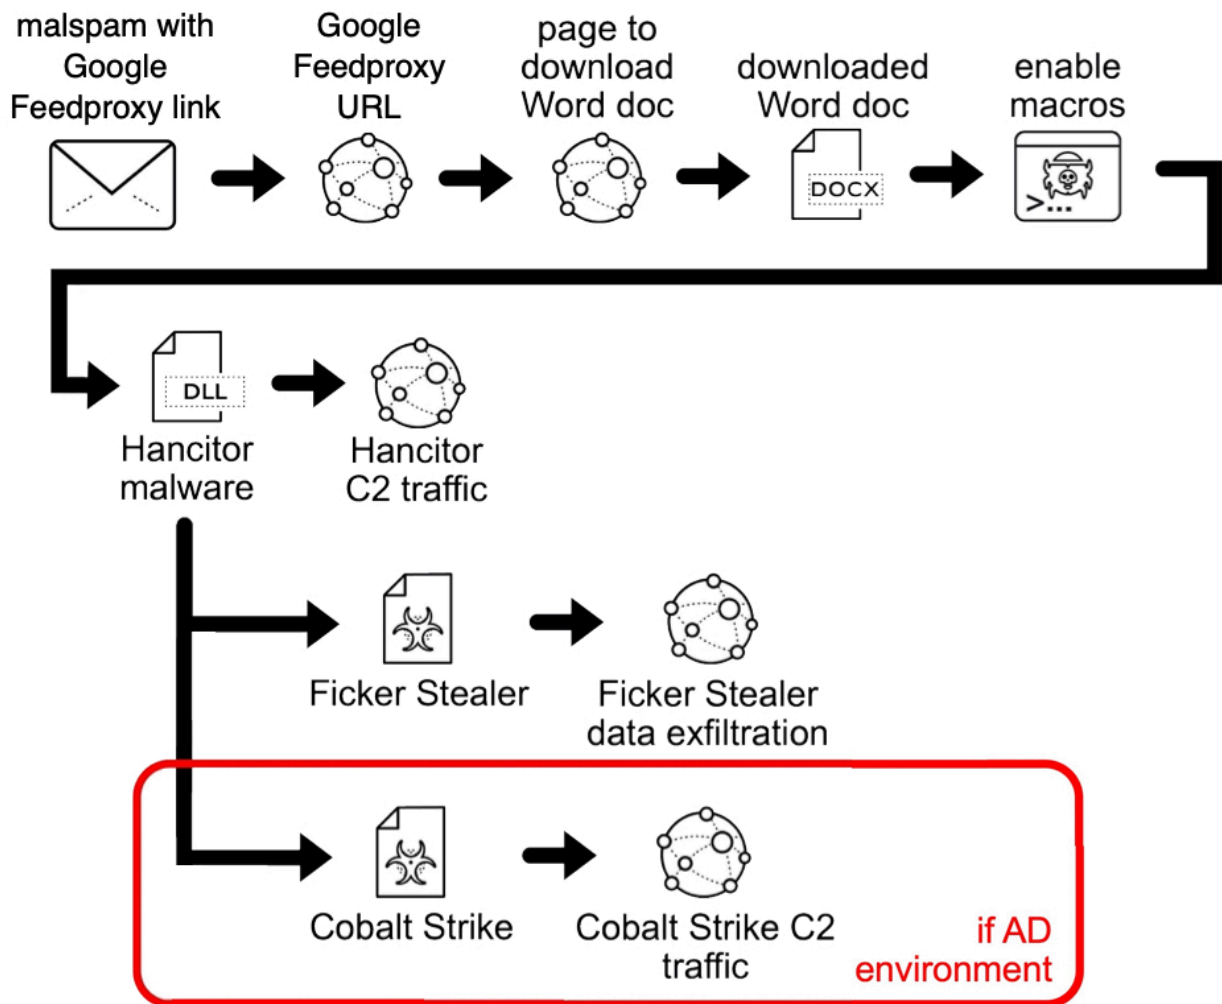 malspam with
Google
Feedproxy link
Google
Feedproxy
URL
page to
download
Word doc
downloaded
Word doc
enable
macros
DOCX
>...
DLL
Hancitor
malware
Hancitor
C2 traffic
Ficker Stealer
Ficker Stealer
data exfiltration
Cobalt Strike
Cobalt Strike C2
traffic
if AD
environment